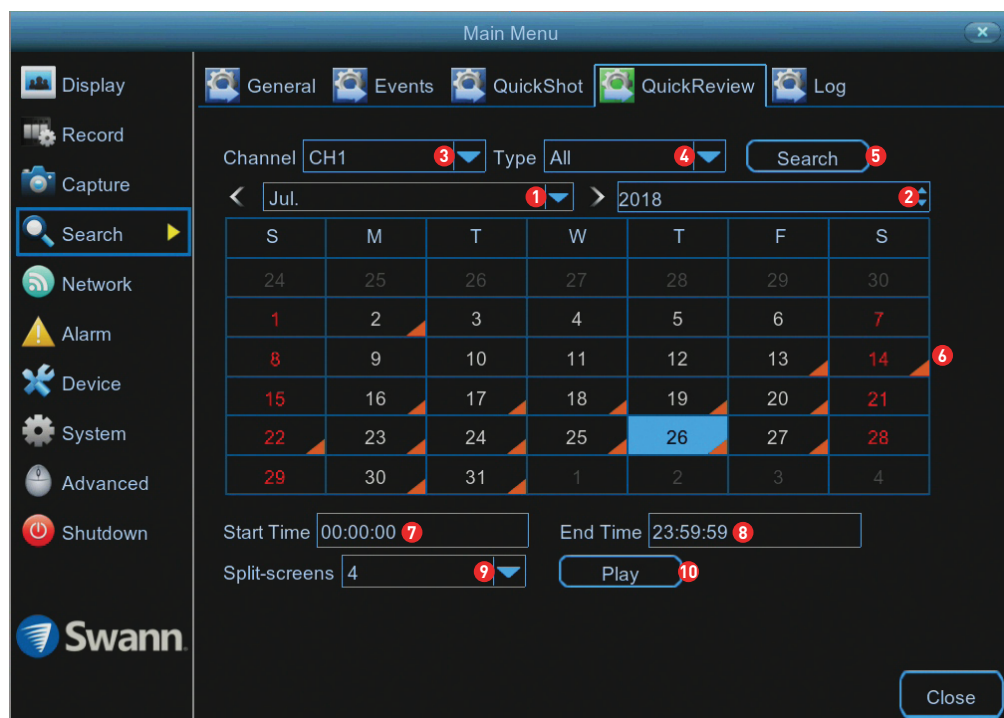 Main Menu
Display
Record
Capture
Search
Network
Alarm
Device
System
Advanced
Shutdown
Swann
General Events QuickShot QuickReview Log
Channel CH1 3 Type All 4 Search 5
Jul. 1 2018 2
S M T W T F S
24 25 26 27 28 29 30
1 2 3 4 5 6 7
8 9 10 11 12 13 14 6
15 16 17 18 19 20 21
22 23 24 25 26 27 28
29 30 31 1 2 3 4
Start Time 00:00:00 7 End Time 23:59:59 8
Split-screens 4 9 Play 10
Close